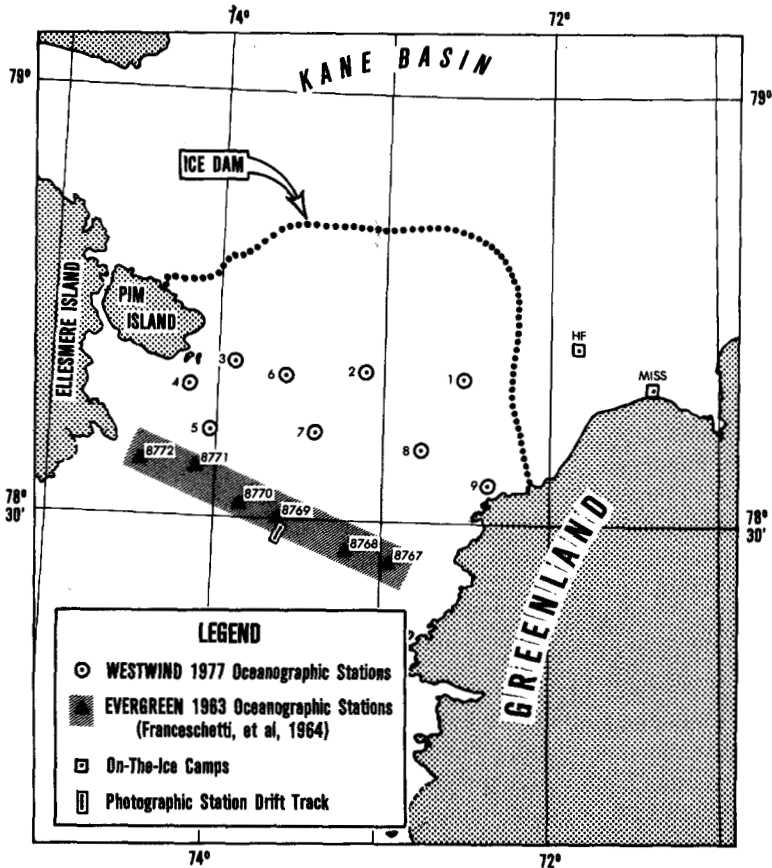 74° 72°
KANE BASIN
79° 79°
ICE DAM
ELLESMERE ISLAND
PIM
ISLAND
HF
MISS
3
6
2
1
4
5
7
8
9
8772
8771
8770
8769
8768
8767
78°
30'
78°
30'
GREENLAND
LEGEND
WESTWIND 1977 Oceanographic Stations
EVERGREEN 1963 Oceanographic Stations
(Franceschetti, et al, 1964)
On-The-Ice Camps
Photographic Station Drift Track
74° 72°